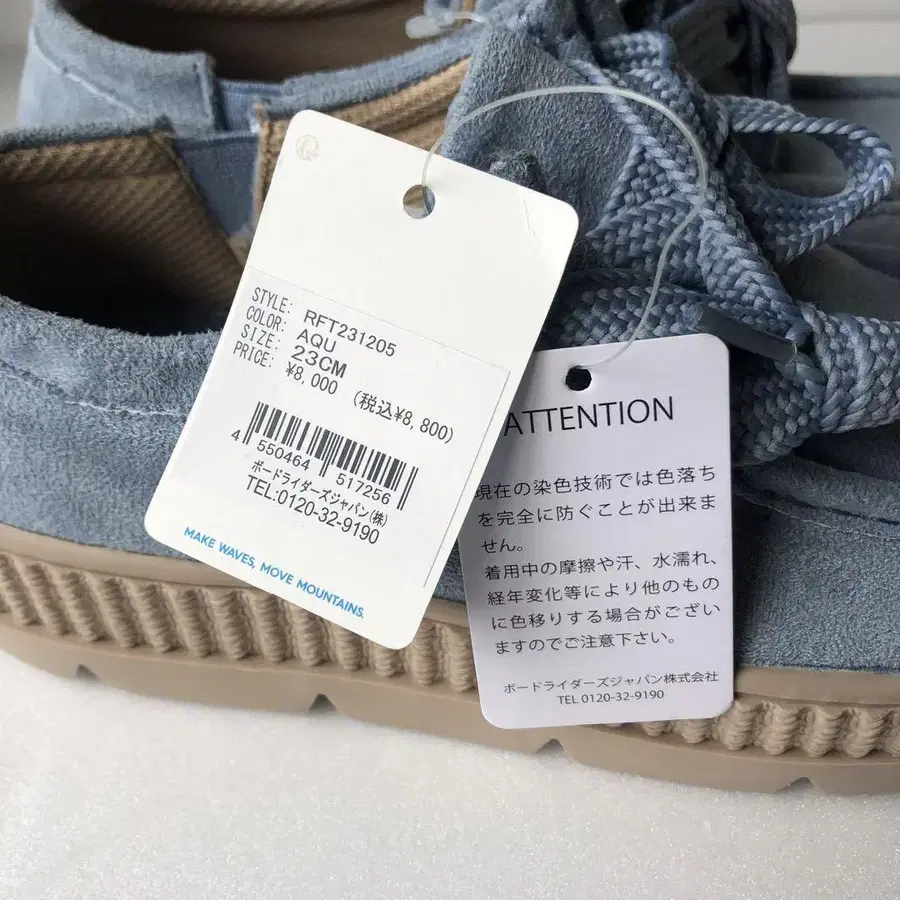 STYLE: RFT231205
COLOR: AQU
SIZE: 23CM
PRICE: ¥8,000 (税込¥8,800)
4 550464 517256
ボードライダーズジャパン(株)
TEL:0120-32-9190
MAKE WAVES, MOVE MOUNTAINS.
ATTENTION
現在の染色技術では色落ち
を完全に防ぐことが出来ま
せん。
着用中の摩擦や汗、水濡れ、
経年変化等により他のもの
に色移りする場合がござい
ますのでご注意下さい。
ボードライダーズジャパン株式会社
TEL 0120-32-9190